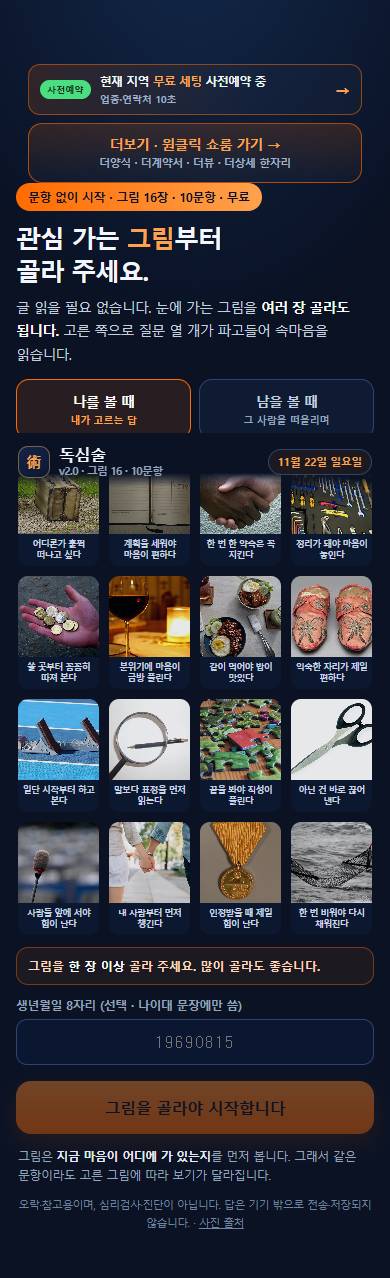 사전예약
현재 지역 무료 세팅 사전예약 중
업종·연락처 10초
→
더보기 · 원클릭 쇼룸 가기 →
더양식 · 더계약서 · 더뷰 · 더상세 한자리
문항 없이 시작 · 그림 16장 · 10문항 · 무료
관심 가는 그림부터
골라 주세요.
글 읽을 필요 없습니다. 눈에 가는 그림을 여러 장 골라도
됩니다. 고른 쪽으로 질문 열 개가 파고들어 속마음을
읽습니다.
나를 볼 때
내가 고르는 답
남을 볼 때
그 사람을 떠올리며
術
독심술
v2.0 · 그림 16 · 10문항
11월 22일 일요일
어디론가 훌쩍
떠나고 싶다
계획을 세워야
마음이 편하다
한 번 한 약속은 꼭
지킨다
정리가 돼야 마음이
놓인다
쓸 곳부터 꼼꼼히
따져 본다
분위기에 마음이
금방 풀린다
같이 먹어야 밥이
맛있다
익숙한 자리가 제일
편하다
일단 시작부터 하고
본다
말보다 표정을 먼저
읽는다
끝을 봐야 직성이
풀린다
아닌 건 바로 끊어
낸다
사람들 앞에 서야
힘이 난다
내 사람부터 먼저
챙긴다
인정받을 때 제일
힘이 난다
한 번 비워야 다시
채워진다
그림을 한 장 이상 골라 주세요. 많이 골라도 좋습니다.
생년월일 8자리 (선택 · 나이대 문장에만 씀)
19690815
그림을 골라야 시작합니다
그림은 지금 마음이 어디에 가 있는지를 먼저 봅니다. 그래서 같은
문항이라도 고른 그림에 따라 보기가 달라집니다.
오락·참고용이며, 심리검사·진단이 아닙니다. 답은 기기 밖으로 전송·저장되지
않습니다. · 사진 출처